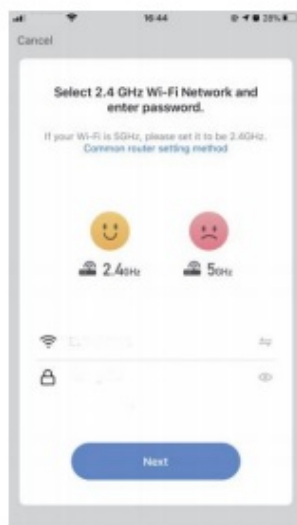 16:44
Cancel
Select 2.4 GHz Wi-Fi Network and
enter password.
If your Wi-Fi is 5GHz, please set it to be 2.4GHz.
Common router setting method
2.4GHz
5GHz
Next